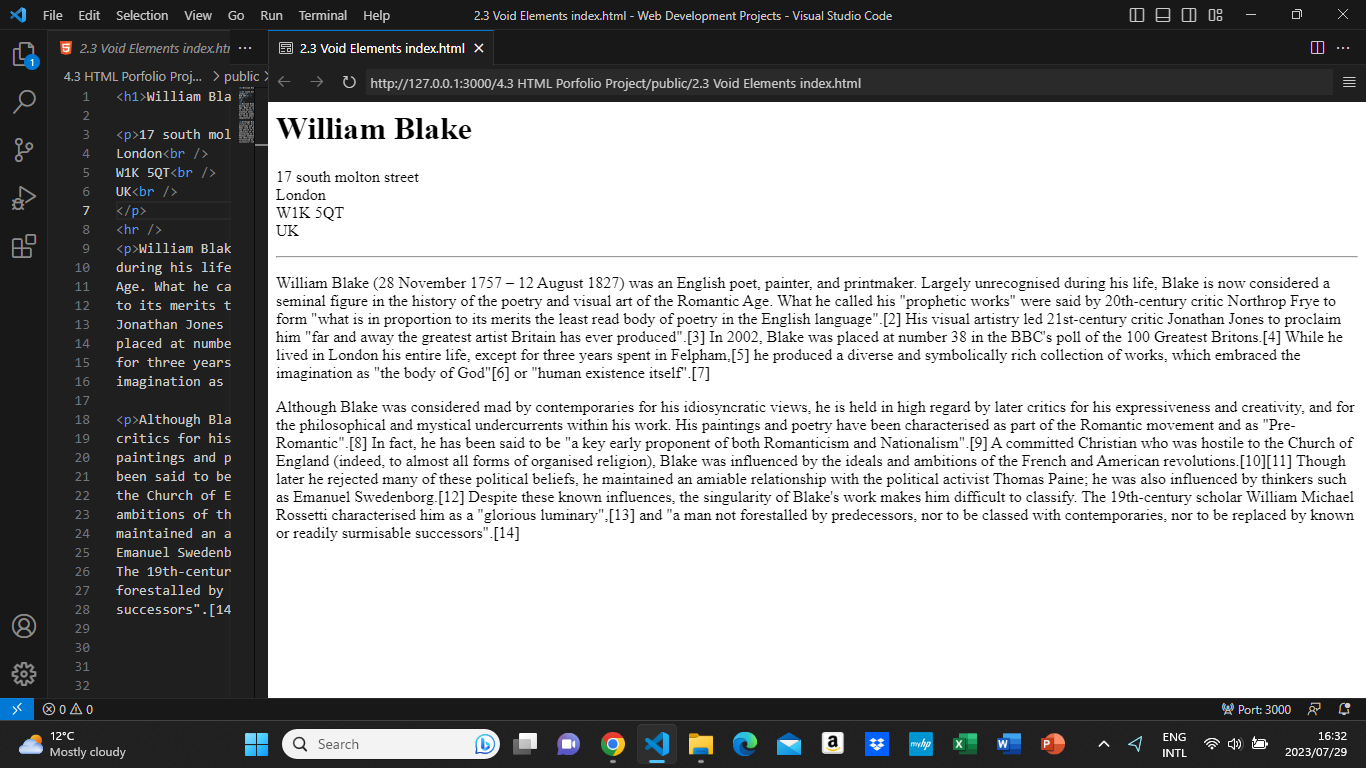 File Edit Selection View Go Run Terminal Help
2.3 Void Elements index.html - Web Development Projects - Visual Studio Code
2.3 Void Elements index.htm ···
2.3 Void Elements index.html
4.3 HTML Porfolio Proj... > public >
http://127.0.0.1:3000/4.3 HTML Porfolio Project/public/2.3 Void Elements index.html
1
1 <h1>William Bla
2
3 <p>17 south mol
4 London<br />
5 W1K 5QT<br />
6 UK<br />
7 </p>
8 <hr />
9 <p>William Blak
10 during his life
11 Age. What he ca
12 to its merits t
13 Jonathan Jones
14 placed at numbe
15 for three years
16 imagination as
17
18 <p>Although Bla
19 critics for his
20 paintings and p
21 been said to be
22 the Church of E
23 ambitions of th
24 maintained an a
25 Emanuel Swedenb
26 The 19th-centur
27 forestalled by
28 successors".[14
29
30
31
32
William Blake
17 south molton street
London
W1K 5QT
UK
William Blake (28 November 1757 – 12 August 1827) was an English poet, painter, and printmaker. Largely unrecognised during his life, Blake is now considered a
seminal figure in the history of the poetry and visual art of the Romantic Age. What he called his "prophetic works" were said by 20th-century critic Northrop Frye to
form "what is in proportion to its merits the least read body of poetry in the English language".[2] His visual artistry led 21st-century critic Jonathan Jones to proclaim
him "far and away the greatest artist Britain has ever produced".[3] In 2002, Blake was placed at number 38 in the BBC's poll of the 100 Greatest Britons.[4] While he
lived in London his entire life, except for three years spent in Felpham,[5] he produced a diverse and symbolically rich collection of works, which embraced the
imagination as "the body of God"[6] or "human existence itself".[7]
Although Blake was considered mad by contemporaries for his idiosyncratic views, he is held in high regard by later critics for his expressiveness and creativity, and for
the philosophical and mystical undercurrents within his work. His paintings and poetry have been characterised as part of the Romantic movement and as "Pre-
Romantic".[8] In fact, he has been said to be "a key early proponent of both Romanticism and Nationalism".[9] A committed Christian who was hostile to the Church of
England (indeed, to almost all forms of organised religion), Blake was influenced by the ideals and ambitions of the French and American revolutions.[10][11] Though
later he rejected many of these political beliefs, he maintained an amiable relationship with the political activist Thomas Paine; he was also influenced by thinkers such
as Emanuel Swedenborg.[12] Despite these known influences, the singularity of Blake's work makes him difficult to classify. The 19th-century scholar William Michael
Rossetti characterised him as a "glorious luminary",[13] and "a man not forestalled by predecessors, nor to be classed with contemporaries, nor to be replaced by known
or readily surmisable successors".[14]
0 0
Port: 3000
12°C
Mostly cloudy
Search
ENG
INTL
16:32
2023/07/29